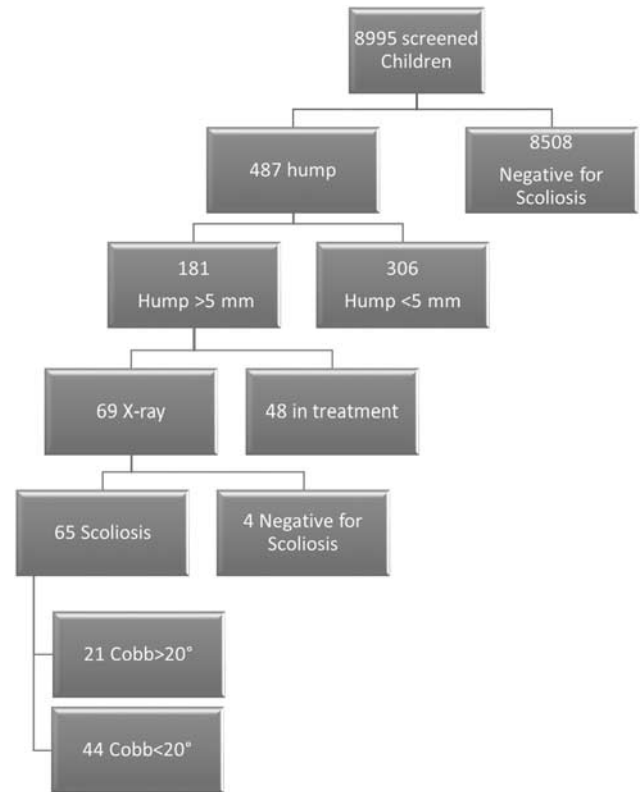 8995 screened
Children
487 hump
8508
Negative for
Scoliosis
181
Hump >5 mm
306
Hump <5 mm
69 X-ray
48 in treatment
65 Scoliosis
4 Negative for
Scoliosis
21 Cobb>20°
44 Cobb<20°